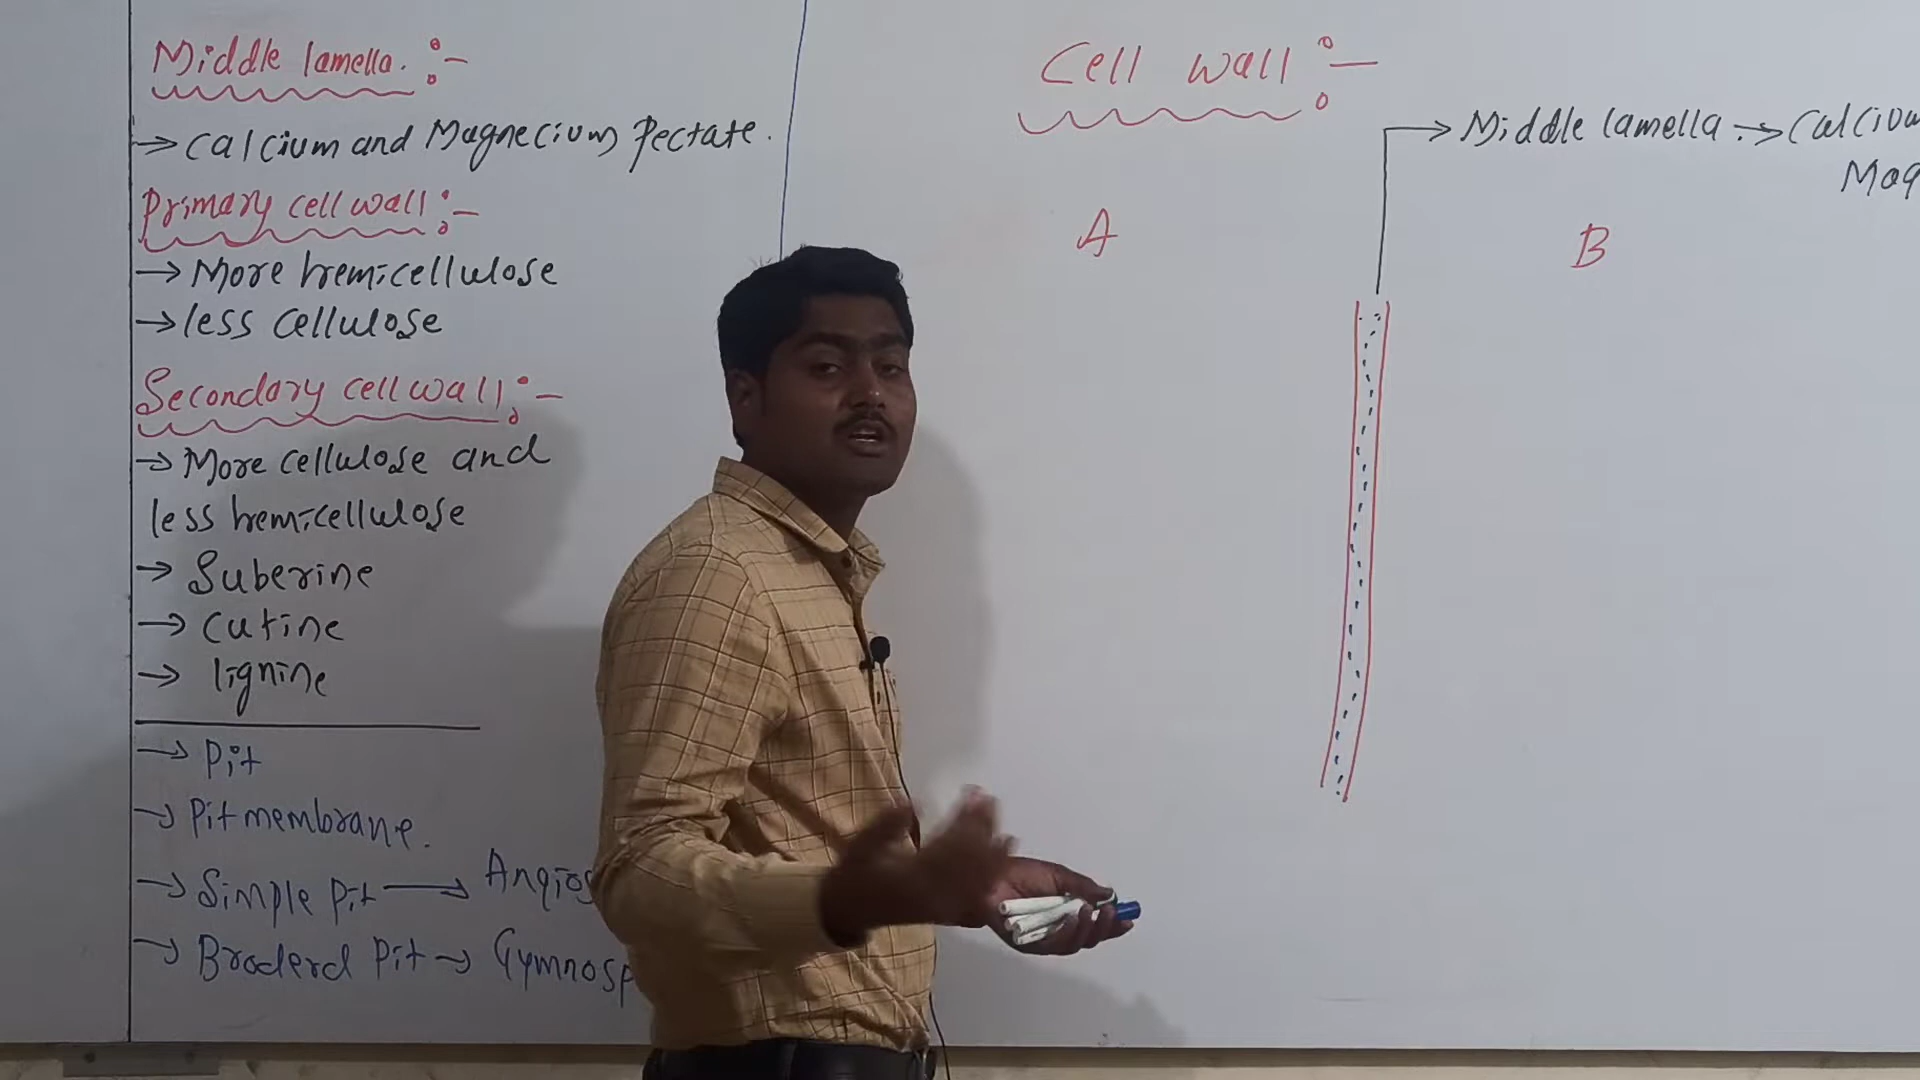 Middle lamella :-
→ Calcium and Magnecium Pectate.
Primary cell wall :-
→ More hemicellulose
→ less cellulose
Secondary cell wall :-
→ More cellulose and
less hemicellulose
→ Suberine
→ Cutine
→ lignine
→ Pit
→ Pit membrane.
→ Simple Pit → Angios
→ Broderd Pit → Gymnosp
Cell wall :-
→ Middle lamella → Calcium
Mag
A
B